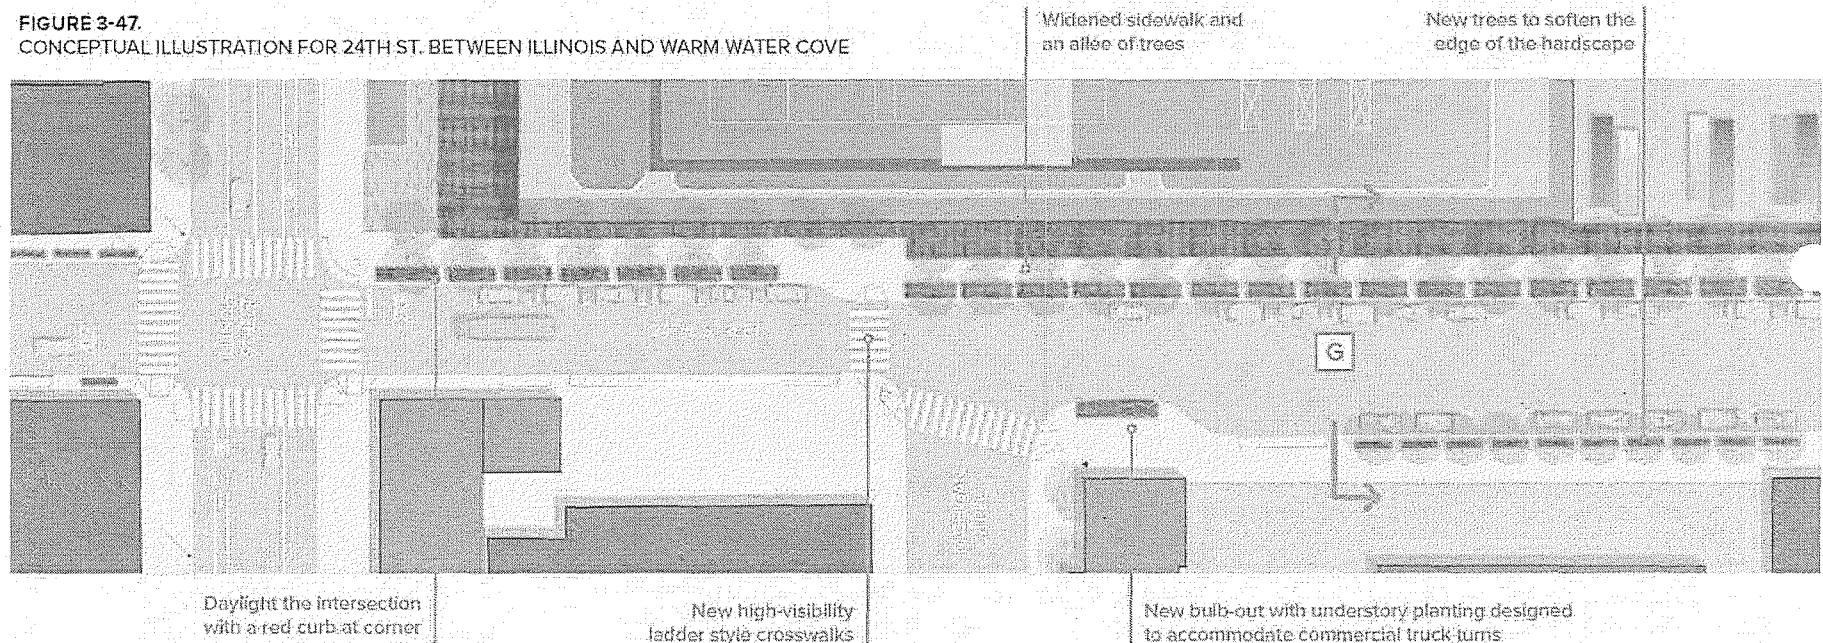 FIGURE 3-47.
CONCEPTUAL ILLUSTRATION FOR 24TH ST. BETWEEN ILLINOIS AND WARM WATER COVE
Widened sidewalk and
an allée of trees
New trees to soften the
edge of the hardscape
G
Daylight the intersection
with a red curb at corner
New high-visibility
ladder style crosswalks
New bulb-out with understory planting designed
to accommodate commercial truck turns